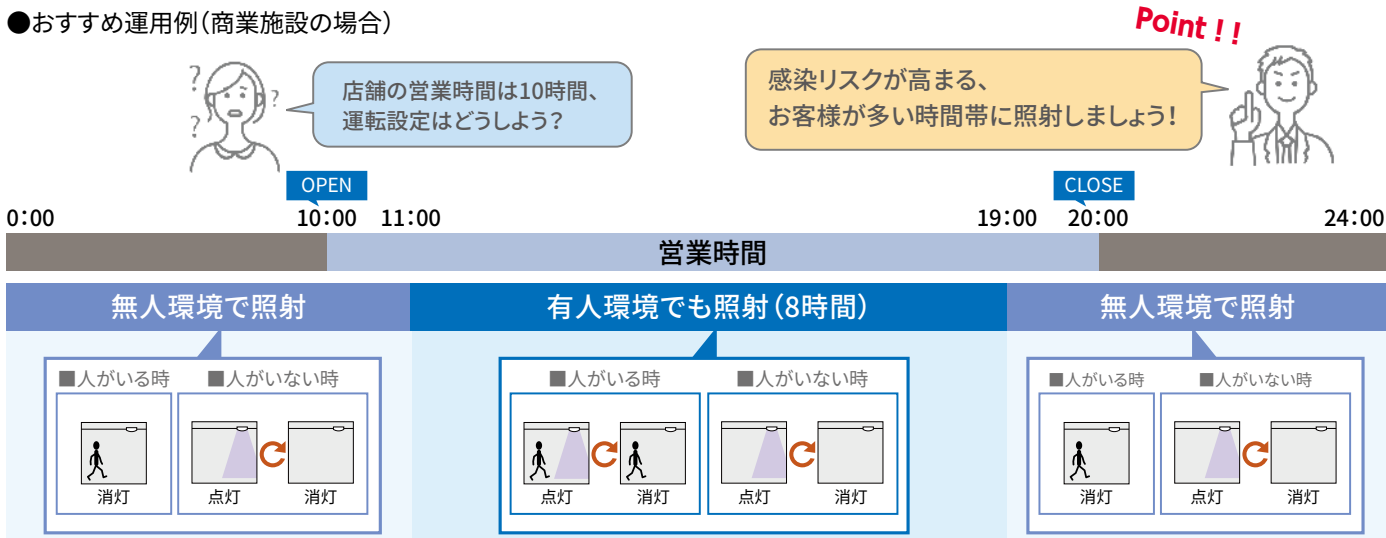 ●おすすめ運用例（商業施設の場合）
Point！！
? ? ?
店舗の営業時間は10時間、
運転設定はどうしよう？
感染リスクが高まる、
お客様が多い時間帯に照射しましょう！
OPEN
CLOSE
0：00 10：00 11：00 19：00 20：00 24：00
営業時間
無人環境で照射 有人環境でも照射（8時間） 無人環境で照射
■人がいる時 ■人がいない時 ■人がいる時 ■人がいない時 ■人がいる時 ■人がいない時
消灯 点灯 消灯 点灯 消灯 点灯 消灯 消灯 点灯 消灯